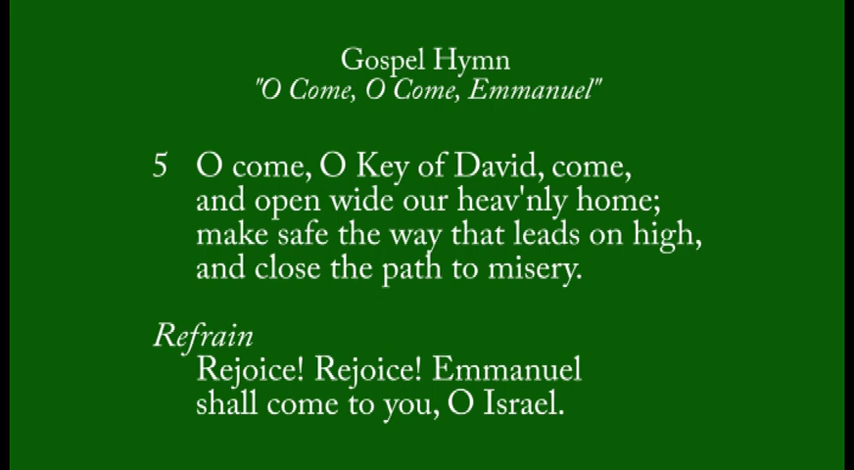 Gospel Hymn
"O Come, O Come, Emmanuel"
5 O come, O Key of David, come,
and open wide our heav'nly home;
make safe the way that leads on high,
and close the path to misery.
Refrain
Rejoice! Rejoice! Emmanuel
shall come to you, O Israel.